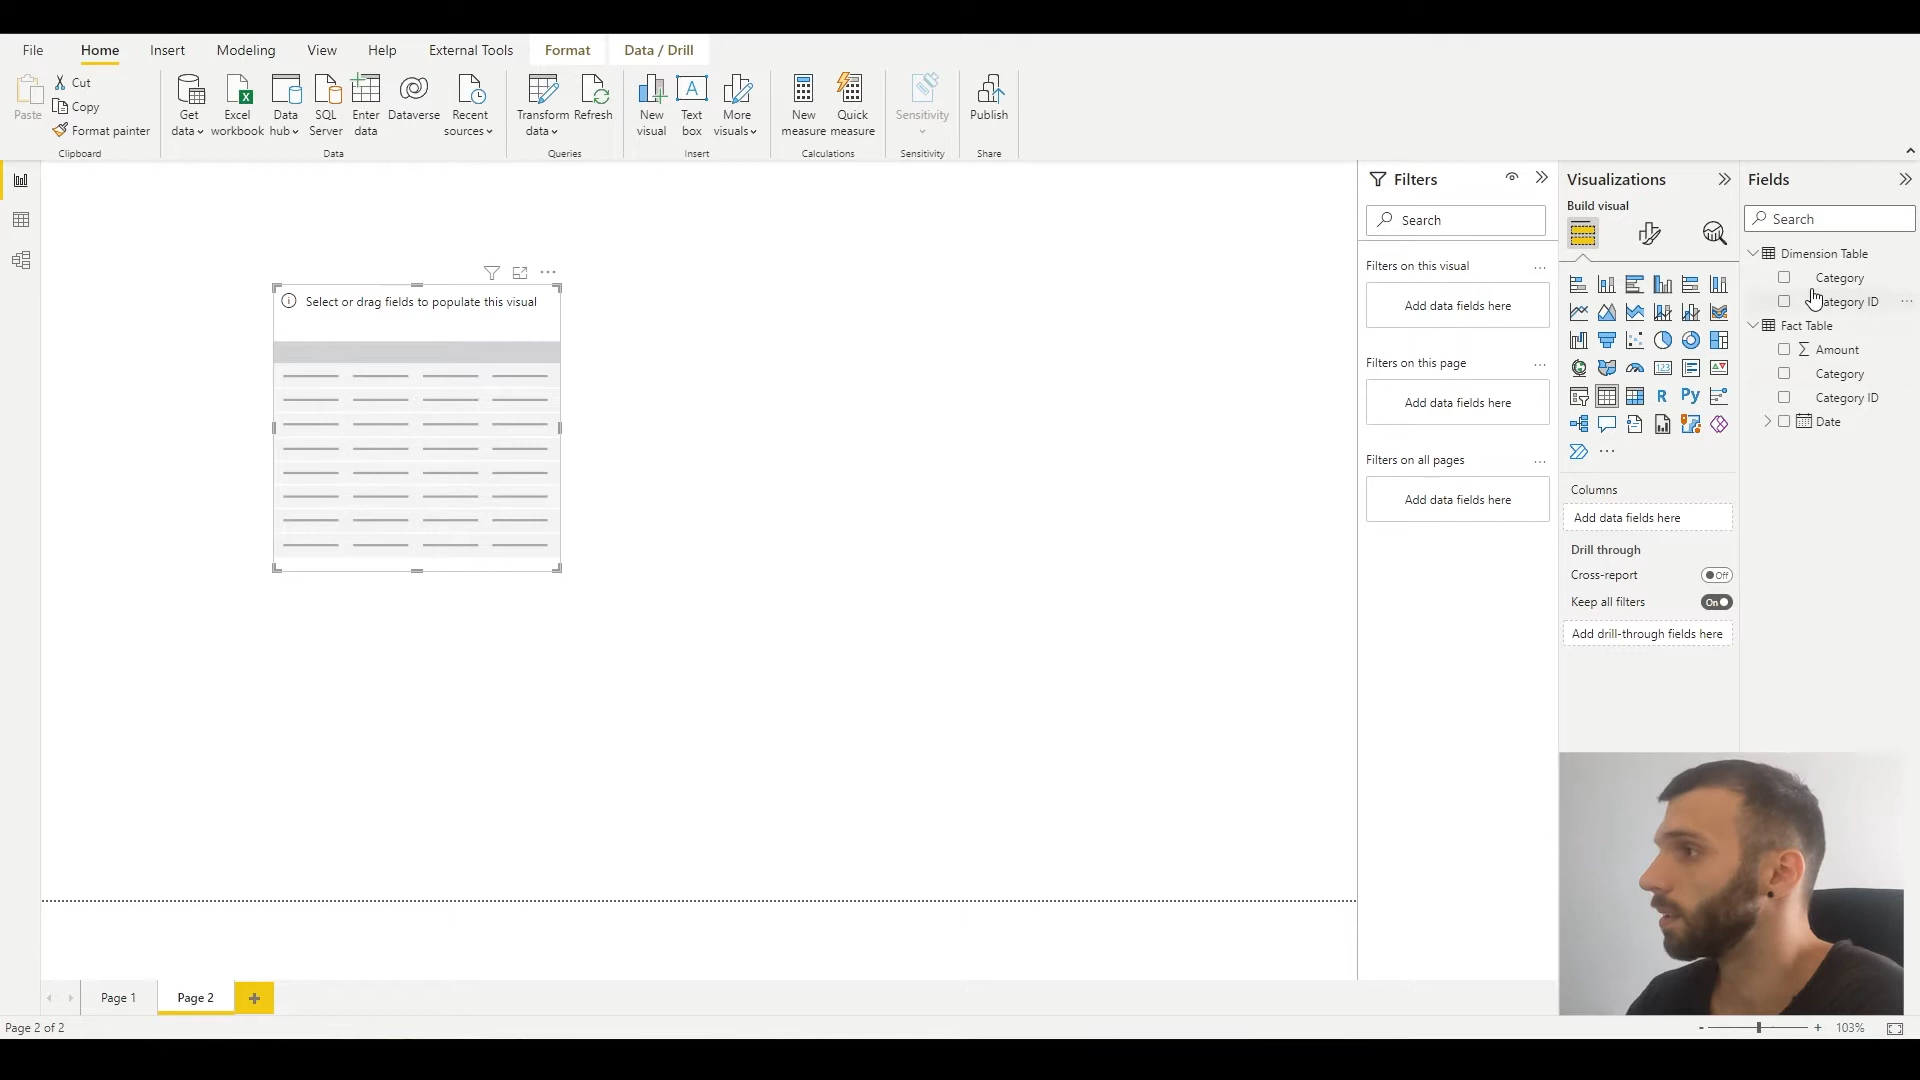 File Home Insert Modeling View Help External Tools Format Data / Drill
Paste
Cut
Copy
Format painter
Clipboard
Get data
Excel workbook
Data hub
SQL Server
Enter data
Dataverse
Recent sources
Data
Transform data
Refresh
Queries
New visual
Text box
More visuals
Insert
New measure
Quick measure
Calculations
Sensitivity
Sensitivity
Publish
Share
Select or drag fields to populate this visual
Filters
Search
Filters on this visual ...
Add data fields here
Filters on this page ...
Add data fields here
Filters on all pages ...
Add data fields here
Visualizations
Build visual
123
R Py
...
Columns
Add data fields here
Drill through
Cross-report Off
Keep all filters On
Add drill-through fields here
Fields
Search
Dimension Table
Category
ategory ID ...
Fact Table
Σ Amount
Category
Category ID
Date
Page 1 Page 2 +
Page 2 of 2
- + 103%